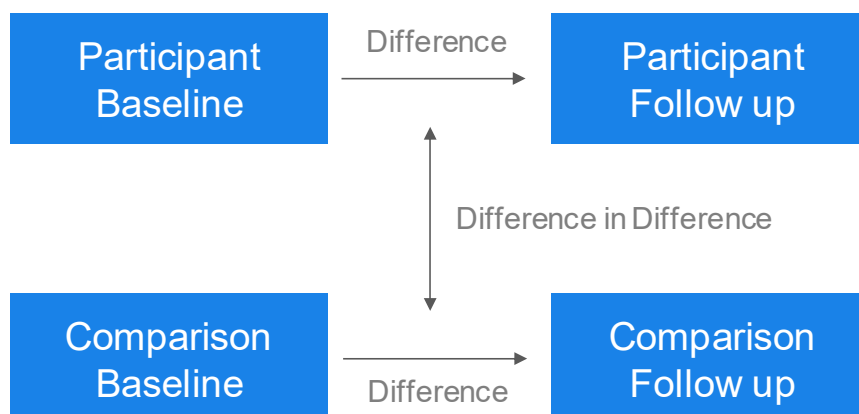 Participant
Baseline
Difference
Participant
Follow up
Difference in Difference
Comparison
Baseline
Difference
Comparison
Follow up